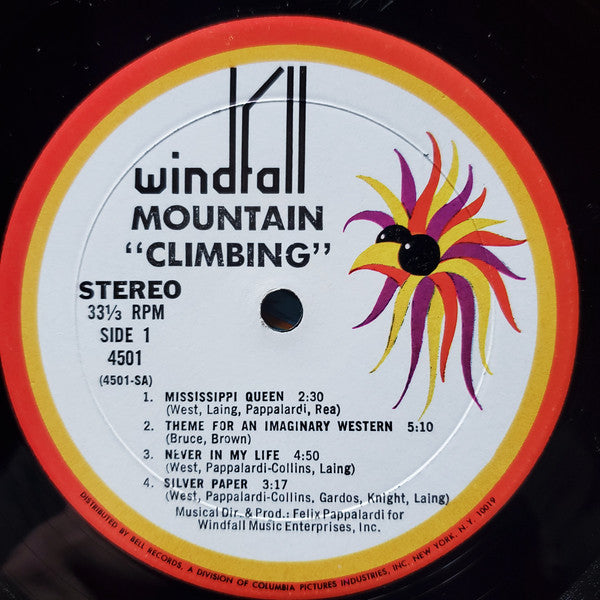 windfall
MOUNTAIN
"CLIMBING"
STEREO
33⅓ RPM
SIDE 1
4501
(4501-SA)
1. MISSISSIPPI QUEEN 2:30
(West, Laing, Pappalardi, Rea)
2. THEME FOR AN IMAGINARY WESTERN 5:10
(Bruce, Brown)
3. NEVER IN MY LIFE 4:50
(West, Pappalardi-Collins, Laing)
4. SILVER PAPER 3:17
(West, Pappalardi-Collins, Gardos, Knight, Laing)
Musical Dir. & Prod.: Felix Pappalardi for
Windfall Music Enterprises, Inc.
DISTRIBUTED BY BELL RECORDS, A DIVISION OF COLUMBIA PICTURES INDUSTRIES, INC. NEW YORK, N.Y. 10019